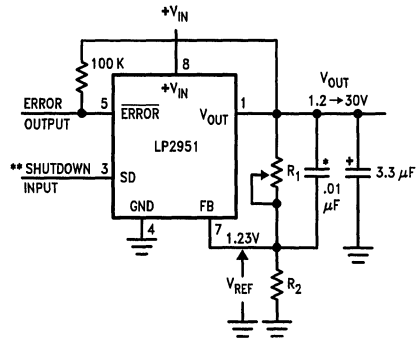 +VIN
100 K
8
+VIN
VOUT
1.2→30V
5
1
ERROR
OUTPUT
ERROR
VOUT
LP2951
** SHUTDOWN
INPUT
3
SD
R1
*
.01
μF
+
3.3 μF
GND
FB
4
7
1.23V
VREF
R2